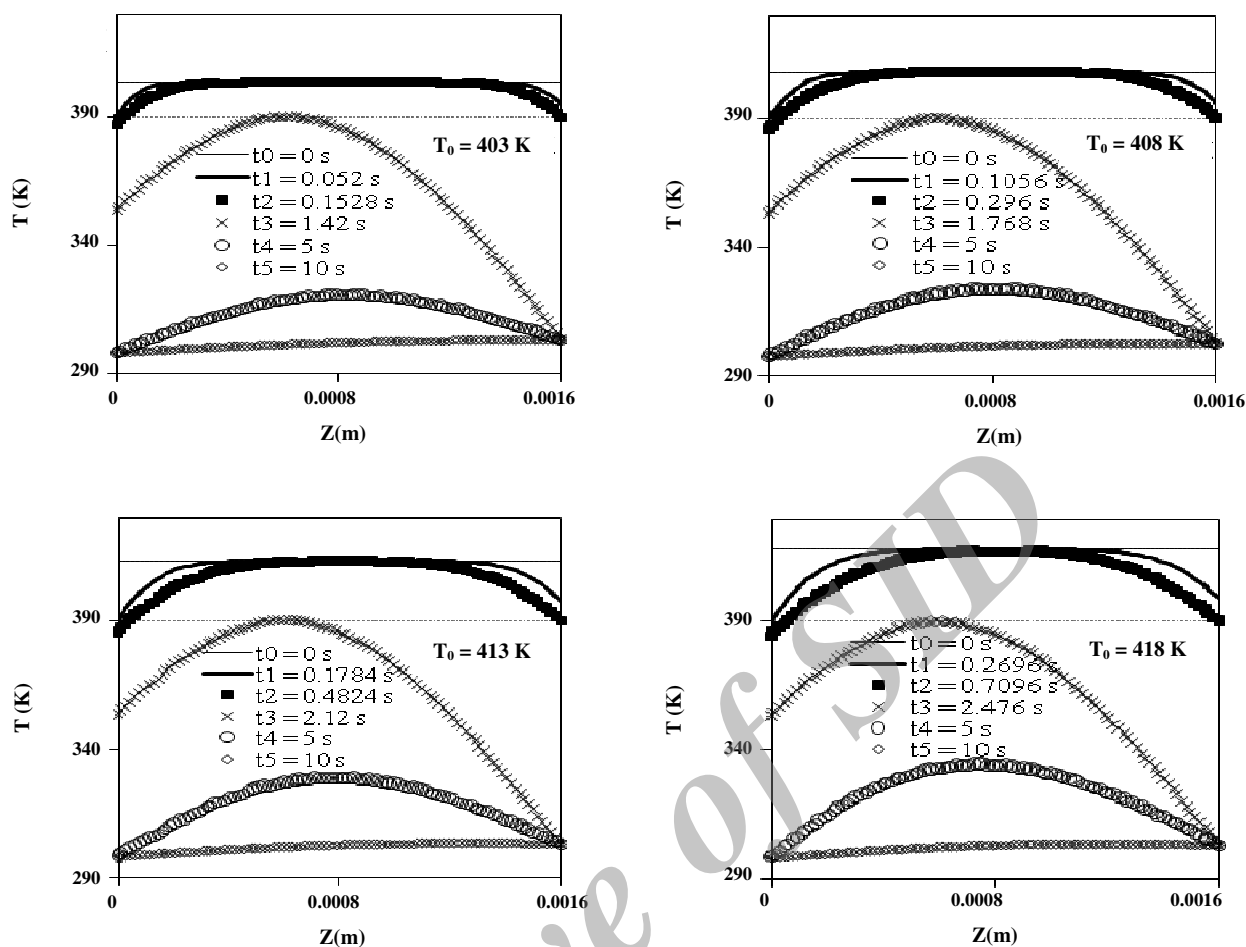 T (K)
390
340
290
T₀ = 403 K
t0 = 0 s
t1 = 0.052 s
t2 = 0.1528 s
t3 = 1.42 s
t4 = 5 s
t5 = 10 s
0
0.0008
0.0016
Z(m)
T (K)
390
340
290
T₀ = 408 K
t0 = 0 s
t1 = 0.1056 s
t2 = 0.296 s
t3 = 1.768 s
t4 = 5 s
t5 = 10 s
0
0.0008
0.0016
Z(m)
T (K)
390
340
290
T₀ = 413 K
t0 = 0 s
t1 = 0.1784 s
t2 = 0.4824 s
t3 = 2.12 s
t4 = 5 s
t5 = 10 s
0
0.0008
0.0016
Z(m)
T (K)
390
340
290
T₀ = 418 K
t0 = 0 s
t1 = 0.2696 s
t2 = 0.7096 s
t3 = 2.476 s
t4 = 5 s
t5 = 10 s
0
0.0008
0.0016
Z(m)
of SID